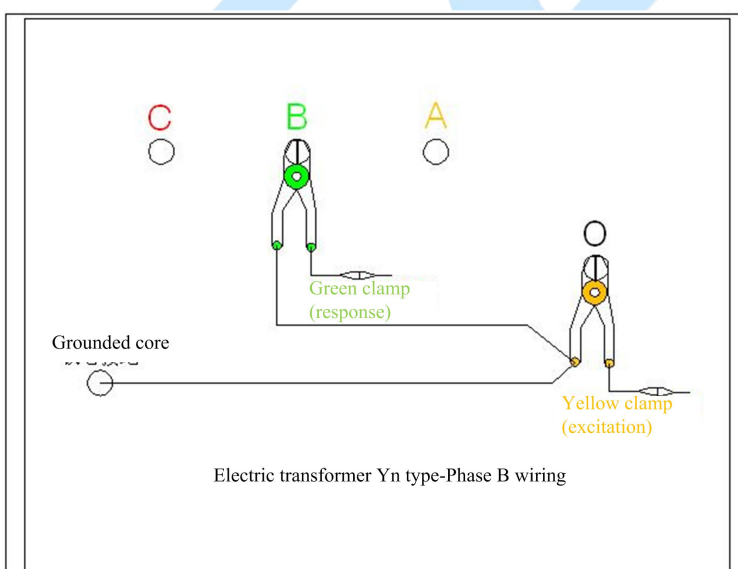 C B A
O
Green clamp
(response)
Grounded core
Yellow clamp
(excitation)
Electric transformer Yn type-Phase B wiring